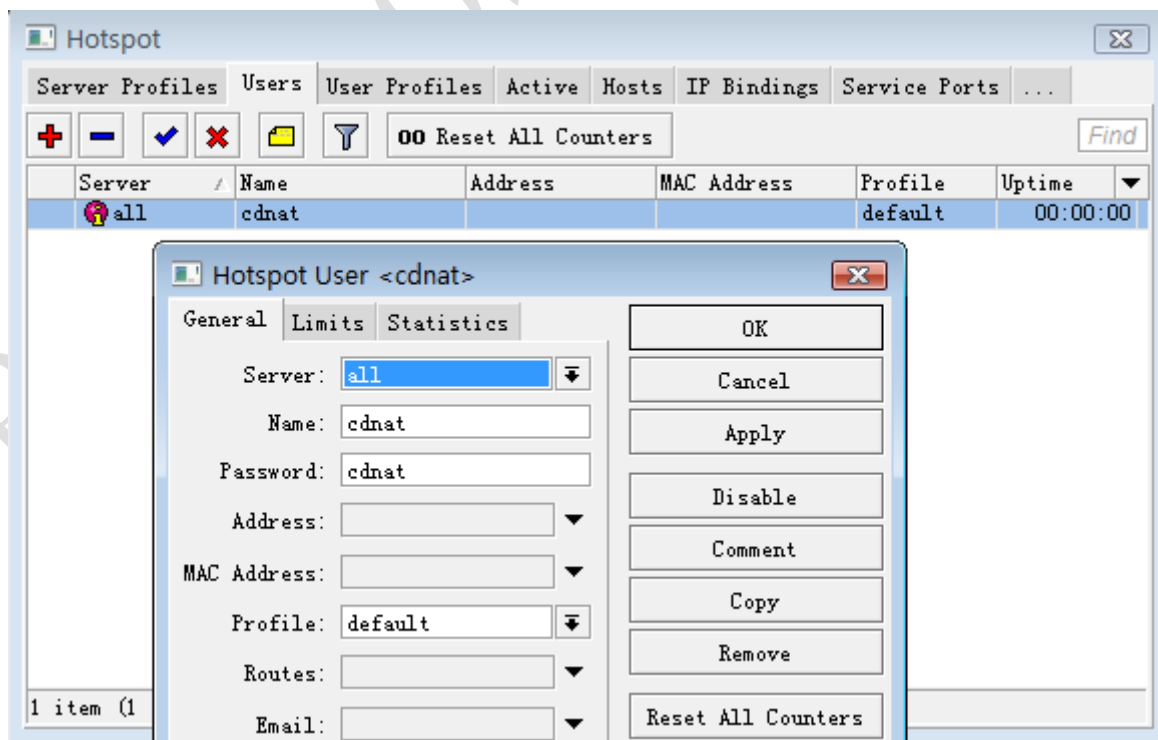 Hotspot
Server Profiles Users User Profiles Active Hosts IP Bindings Service Ports ...
00 Reset All Counters Find
Server Name Address MAC Address Profile Uptime
all cdnat default 00:00:00
Hotspot User <cdnat>
General Limits Statistics
OK
Server: all
Cancel
Name: cdnat
Apply
Password: cdnat
Disable
Address:
Comment
MAC Address:
Copy
Profile: default
Remove
Routes:
Reset All Counters
Email:
1 item (1